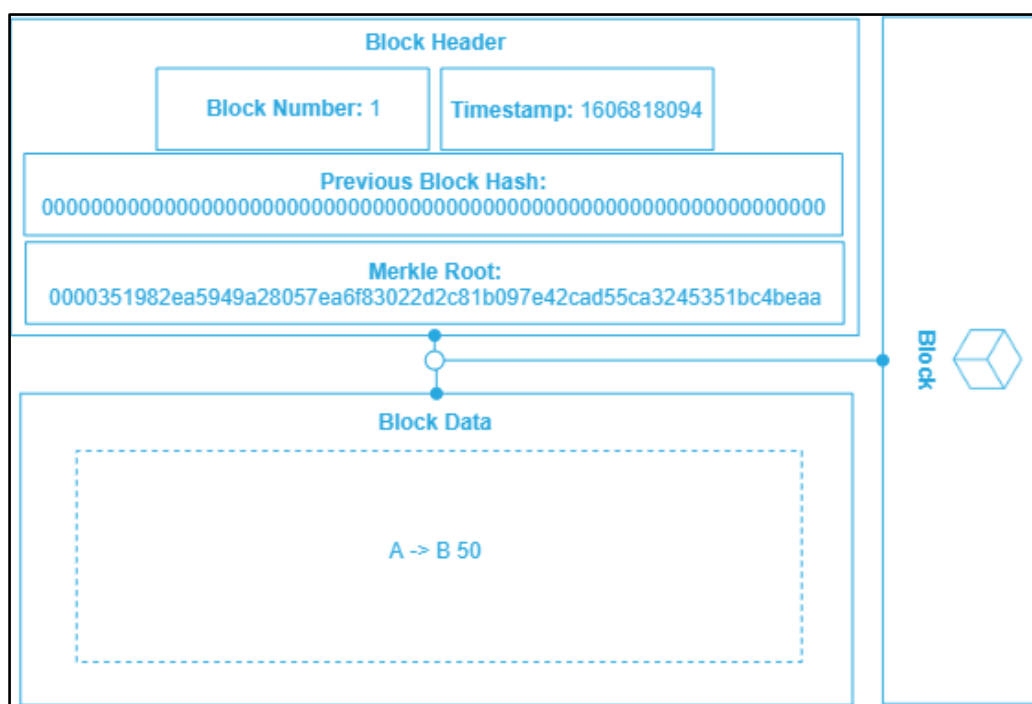 Block Header
Block Number: 1
Timestamp: 1606818094
Previous Block Hash:
0000000000000000000000000000000000000000000000000000000000000000
Merkle Root:
0000351982ea5949a28057ea6f83022d2c81b097e42cad55ca3245351bc4beaa
Block
Block Data
A -> B 50